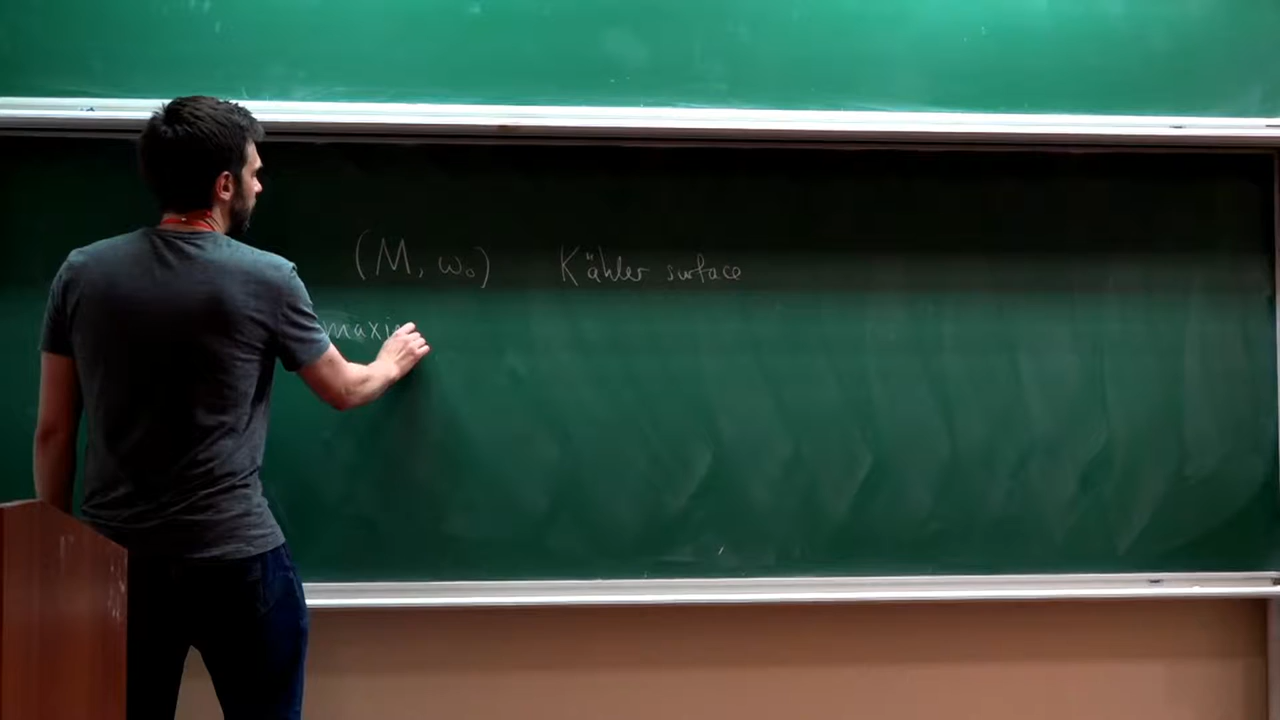 (M, ω₀) Kähler surface
maxi